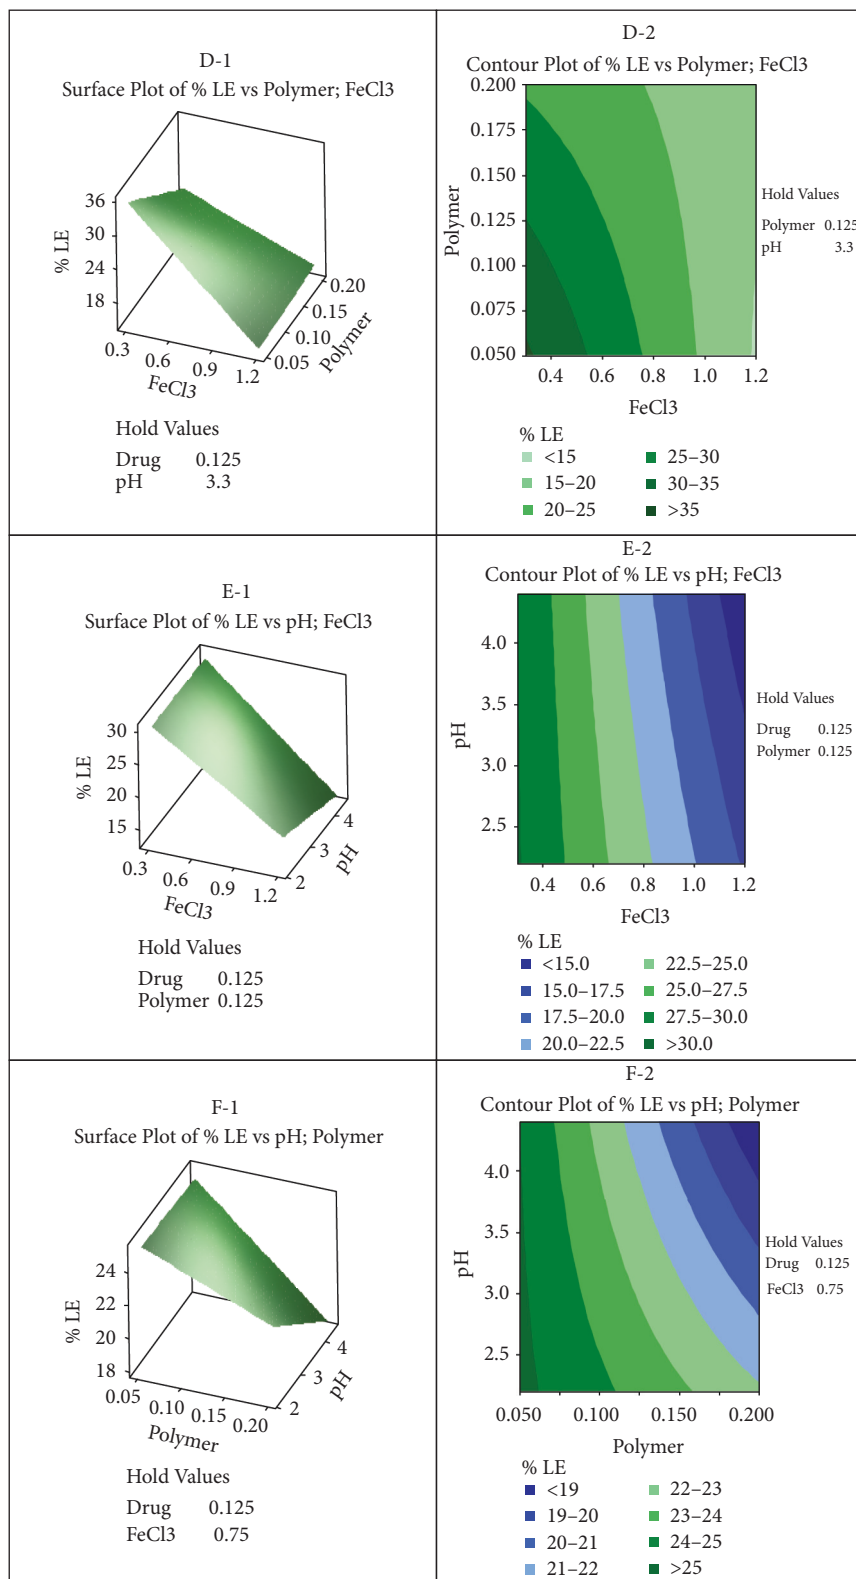 D-1
Surface Plot of % LE vs Polymer; FeCl3
36
30
24
18
% LE
0.3
0.6
0.9
1.2
FeCl3
0.05
0.10
0.15
0.20
Polymer
Hold Values
Drug 0.125
pH 3.3
D-2
Contour Plot of % LE vs Polymer; FeCl3
0.200
0.175
0.150
0.125
0.100
0.075
0.050
Polymer
0.4 0.6 0.8 1.0 1.2
FeCl3
Hold Values
Polymer 0.125
pH 3.3
% LE
<15
15–20
20–25
25–30
30–35
>35
E-1
Surface Plot of % LE vs pH; FeCl3
30
25
20
15
% LE
0.3
0.6
0.9
1.2
FeCl3
2
3
4
pH
Hold Values
Drug 0.125
Polymer 0.125
E-2
Contour Plot of % LE vs pH; FeCl3
4.0
3.5
3.0
2.5
pH
0.4 0.6 0.8 1.0 1.2
FeCl3
Hold Values
Drug 0.125
Polymer 0.125
% LE
<15.0
15.0–17.5
17.5–20.0
20.0–22.5
22.5–25.0
25.0–27.5
27.5–30.0
>30.0
F-1
Surface Plot of % LE vs pH; Polymer
24
22
20
18
% LE
0.05
0.10
0.15
0.20
Polymer
2
3
4
pH
Hold Values
Drug 0.125
FeCl3 0.75
F-2
Contour Plot of % LE vs pH; Polymer
4.0
3.5
3.0
2.5
pH
0.050 0.100 0.150 0.200
Polymer
Hold Values
Drug 0.125
FeCl3 0.75
% LE
<19
19–20
20–21
21–22
22–23
23–24
24–25
>25